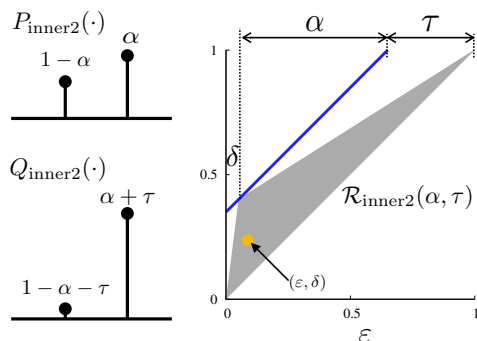 P_inner2(·)
α
1 − α
Q_inner2(·)
α + τ
1 − α − τ
α
τ
1
δ
0.5
R_inner2(α, τ)
(ε, δ)
0
0
0.5
1
ε